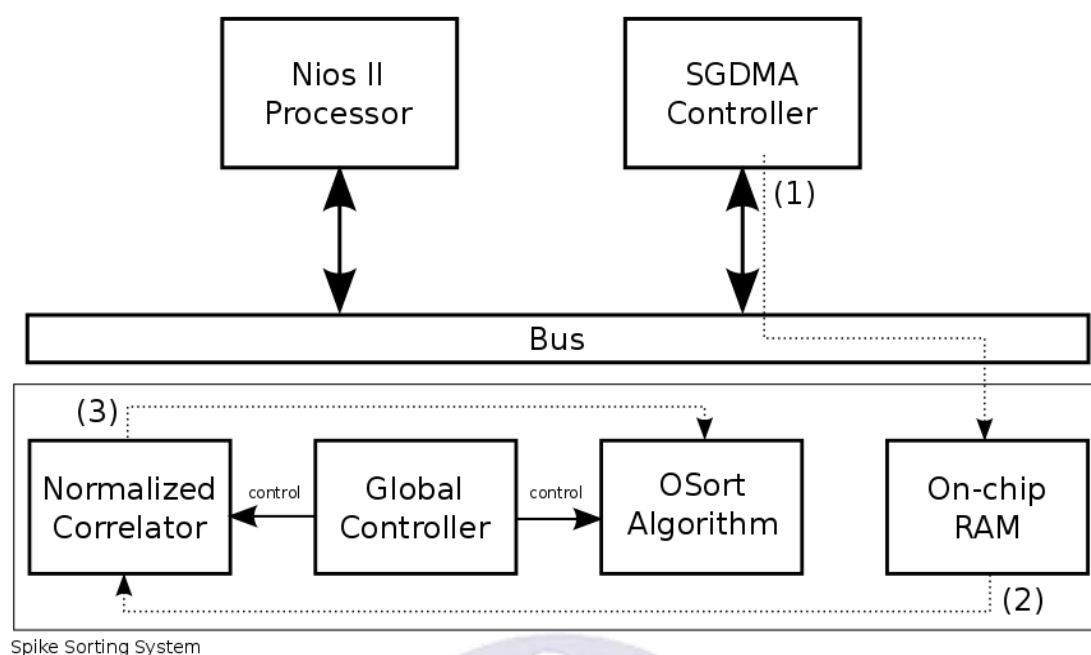 Nios II
Processor
SGDMA
Controller
(1)
Bus
(3)
Normalized
Correlator
control
Global
Controller
control
OSort
Algorithm
On-chip
RAM
(2)
Spike Sorting System